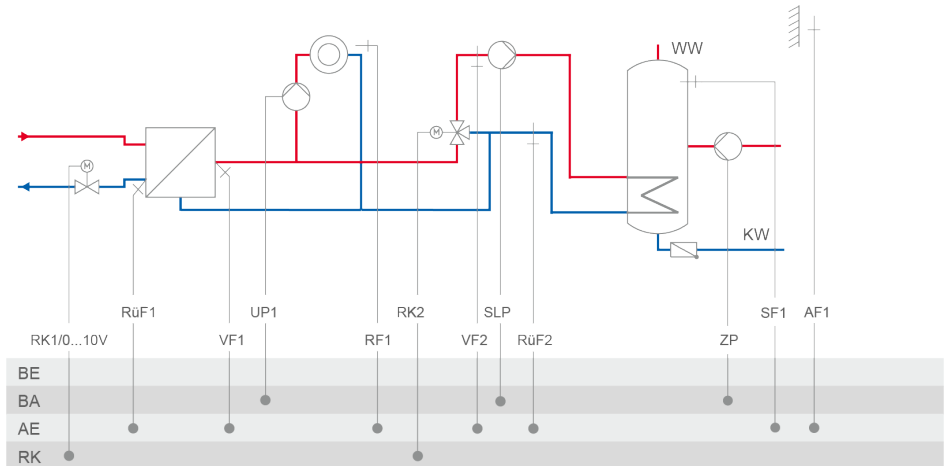 WW
M
M
KW
RüF1 UP1 RK2 SLP SF1 AF1
RK1/0...10V VF1 RF1 VF2 RüF2 ZP
BE
BA
AE
RK